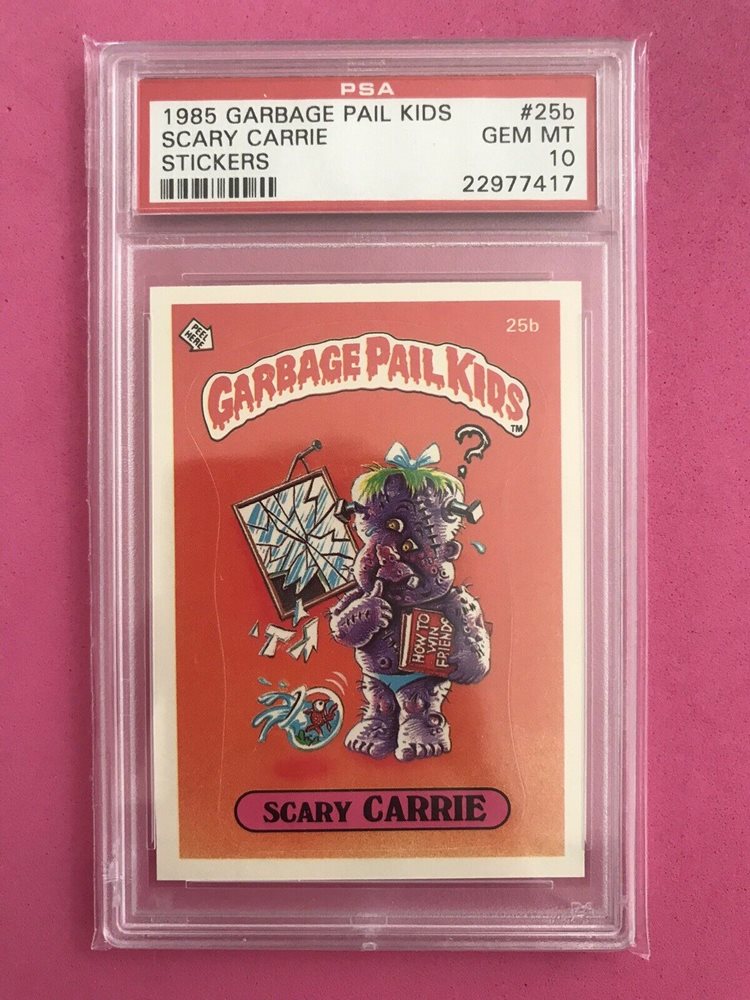 PSA
1985 GARBAGE PAIL KIDS #25b
SCARY CARRIE GEM MT
STICKERS 10
22977417
PEEL
HERE
25b
GARBAGE PAIL KIDS
TM
?
HOW TO
WIN
FRIENDS
SCARY CARRIE